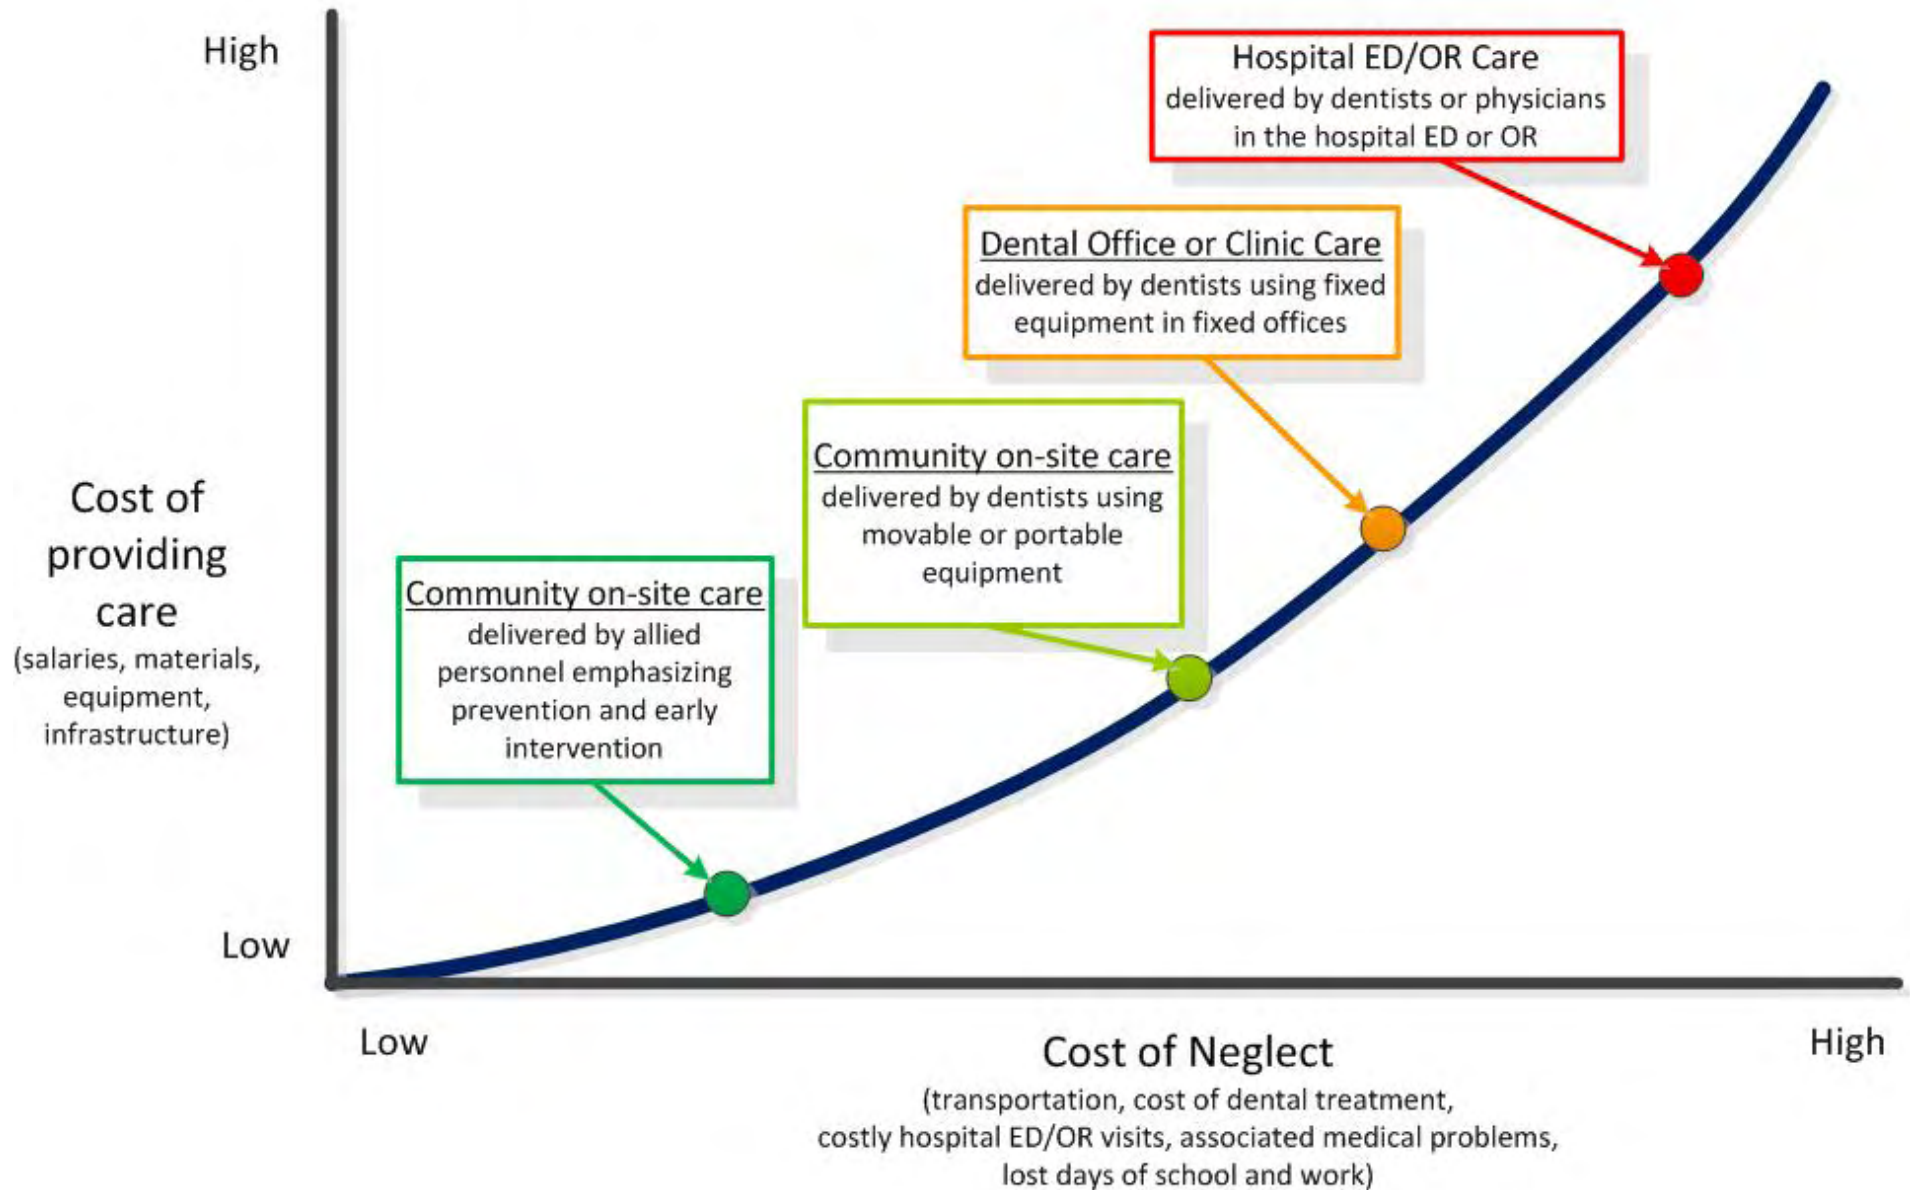 High
Hospital ED/OR Care
delivered by dentists or physicians
in the hospital ED or OR
Dental Office or Clinic Care
delivered by dentists using fixed
equipment in fixed offices
Community on-site care
delivered by dentists using
movable or portable
equipment
Cost of
providing
care
(salaries, materials,
equipment,
infrastructure)
Community on-site care
delivered by allied
personnel emphasizing
prevention and early
intervention
Low
Low
Cost of Neglect
(transportation, cost of dental treatment,
costly hospital ED/OR visits, associated medical problems,
lost days of school and work)
High